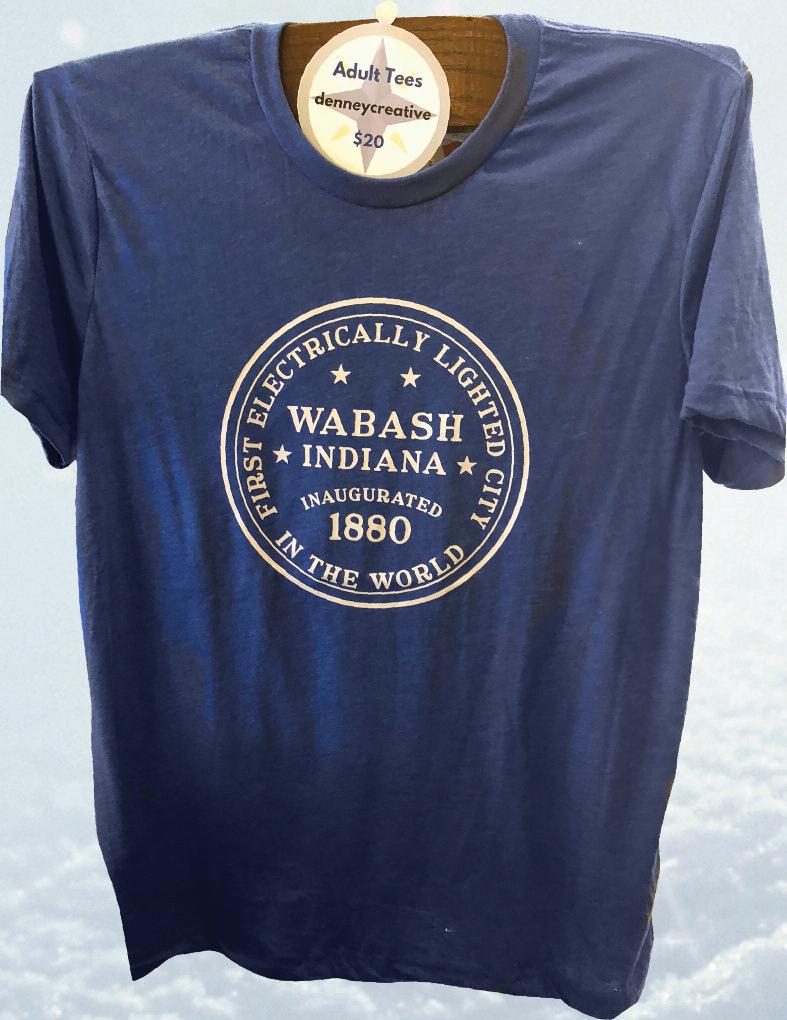 Adult Tees
denneycreative
$20
FIRST ELECTRICALLY LIGHTED CITY
WABASH
INDIANA
INAUGURATED
1880
IN THE WORLD